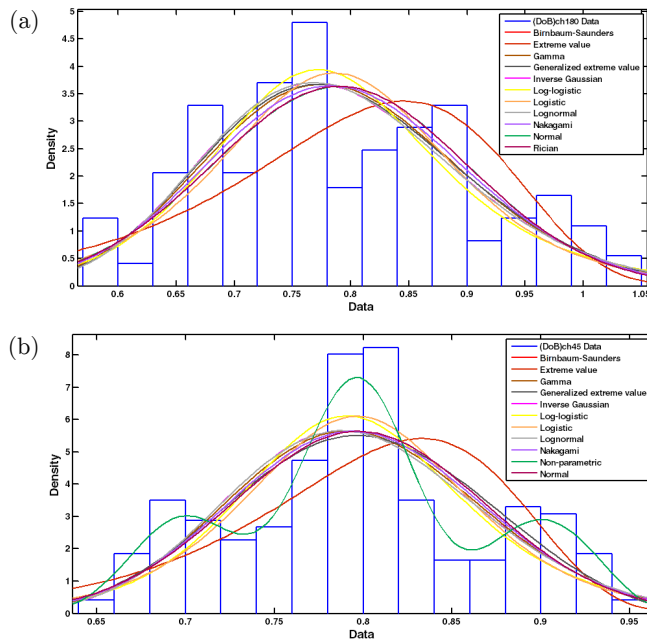 (a)
5
4.5
4
3.5
3
2.5
2
1.5
1
0.5
0
Density
0.6 0.65 0.7 0.75 0.8 0.85 0.9 0.95 1 1.05
Data
(DoB)ch180 Data
Birnbaum-Saunders
Extreme value
Gamma
Generalized extreme value
Inverse Gaussian
Log-logistic
Logistic
Lognormal
Nakagami
Normal
Rician
(b)
8
7
6
5
4
3
2
1
0
Density
0.65 0.7 0.75 0.8 0.85 0.9 0.95
Data
(DoB)ch45 Data
Birnbaum-Saunders
Extreme value
Gamma
Generalized extreme value
Inverse Gaussian
Log-logistic
Logistic
Lognormal
Nakagami
Non-parametric
Normal